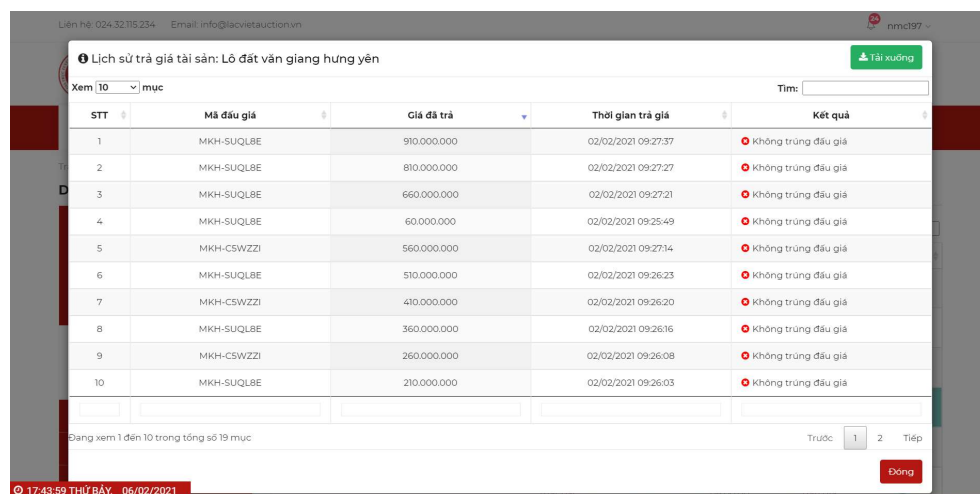 Liên hệ: 024.32.115.234 Email: info@lacvietauction.vn 24 nmc197
Lịch sử trả giá tài sản: Lô đất văn giang hưng yên Tải xuống
Xem 10 mục Tìm:
STT Mã đấu giá Giá đã trả Thời gian trả giá Kết quả
1 MKH-SUQL8E 910.000.000 02/02/2021 09:27:37 Không trúng đấu giá
2 MKH-SUQL8E 810.000.000 02/02/2021 09:27:27 Không trúng đấu giá
3 MKH-SUQL8E 660.000.000 02/02/2021 09:27:21 Không trúng đấu giá
4 MKH-SUQL8E 60.000.000 02/02/2021 09:25:49 Không trúng đấu giá
5 MKH-C5WZZI 560.000.000 02/02/2021 09:27:14 Không trúng đấu giá
6 MKH-SUQL8E 510.000.000 02/02/2021 09:26:23 Không trúng đấu giá
7 MKH-C5WZZI 410.000.000 02/02/2021 09:26:20 Không trúng đấu giá
8 MKH-SUQL8E 360.000.000 02/02/2021 09:26:16 Không trúng đấu giá
9 MKH-C5WZZI 260.000.000 02/02/2021 09:26:08 Không trúng đấu giá
10 MKH-SUQL8E 210.000.000 02/02/2021 09:26:03 Không trúng đấu giá
Đang xem 1 đến 10 trong tổng số 19 mục Trước 1 2 Tiếp
Đóng
17:43:59 THỨ BẢY, 06/02/2021